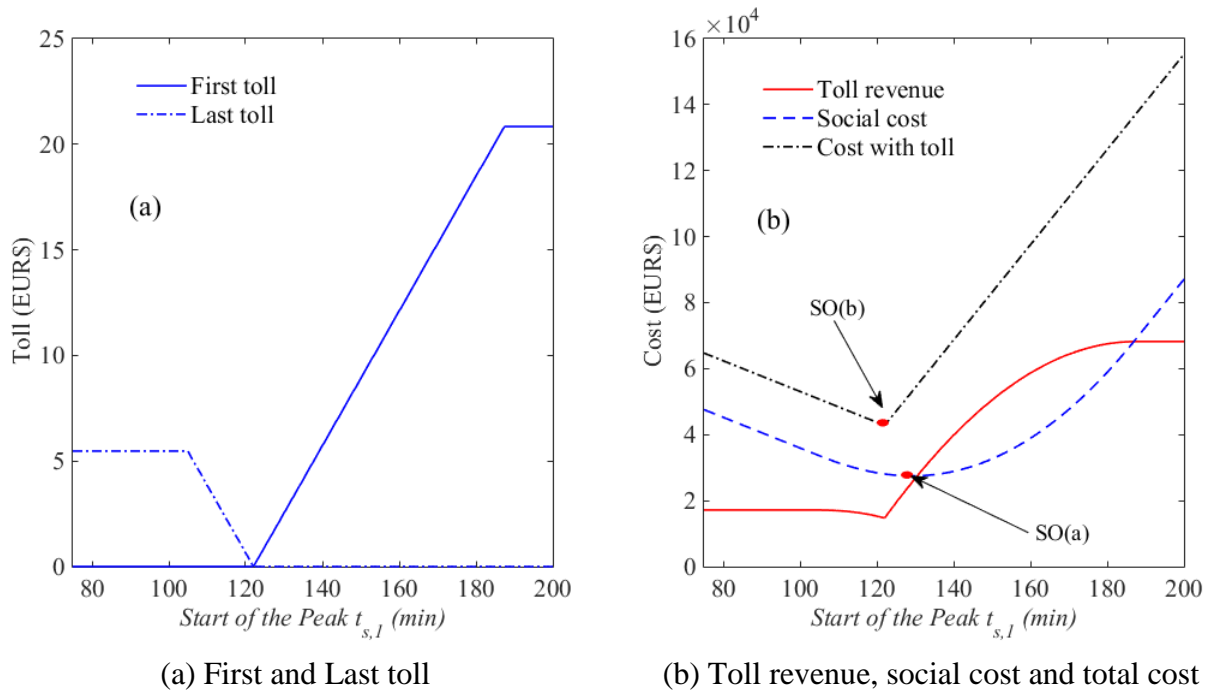 25
20
15
10
5
0
Toll (EURS)
First toll
Last toll
(a)
80 100 120 140 160 180 200
Start of the Peak t_{s,1} (min)
(a) First and Last toll
×10^4
16
14
12
10
8
6
4
2
0
Cost (EURS)
Toll revenue
Social cost
Cost with toll
(b)
SO(b)
SO(a)
80 100 120 140 160 180 200
Start of the Peak t_{s,1} (min)
(b) Toll revenue, social cost and total cost